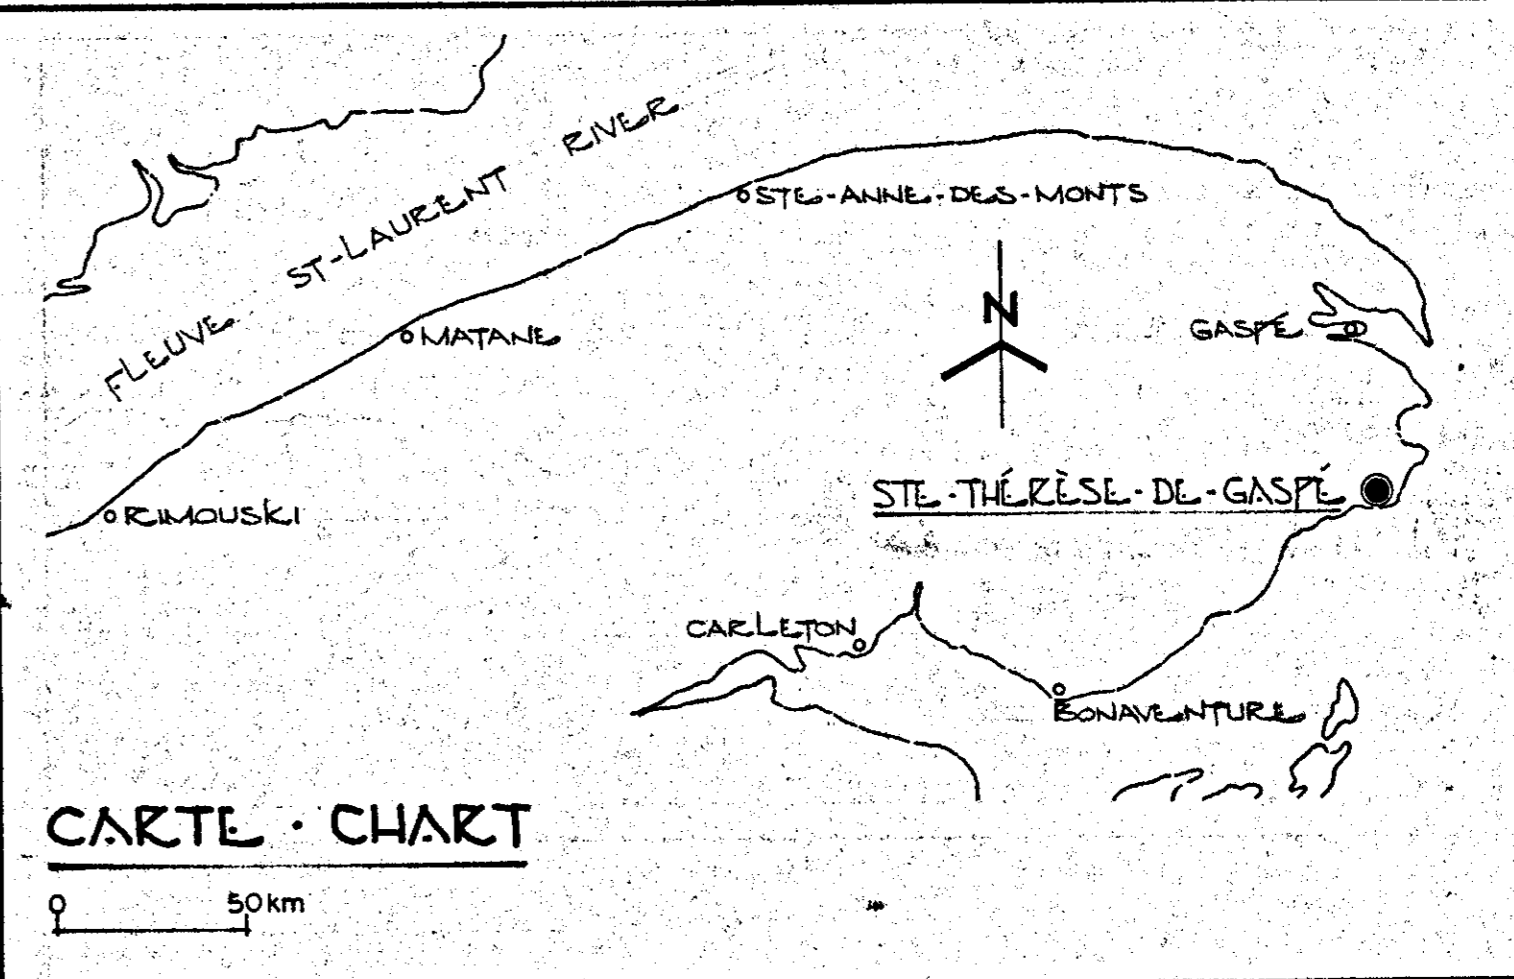 FLEUVE ST-LAURENT RIVER
STE-ANNE-DES-MONTS
MATANE
N
GASPÉ
STE-THÉRÈSE-DE-GASPÉ
RIMOUSKI
CARLETON
BONAVENTURE
CARTE · CHART
0 50km